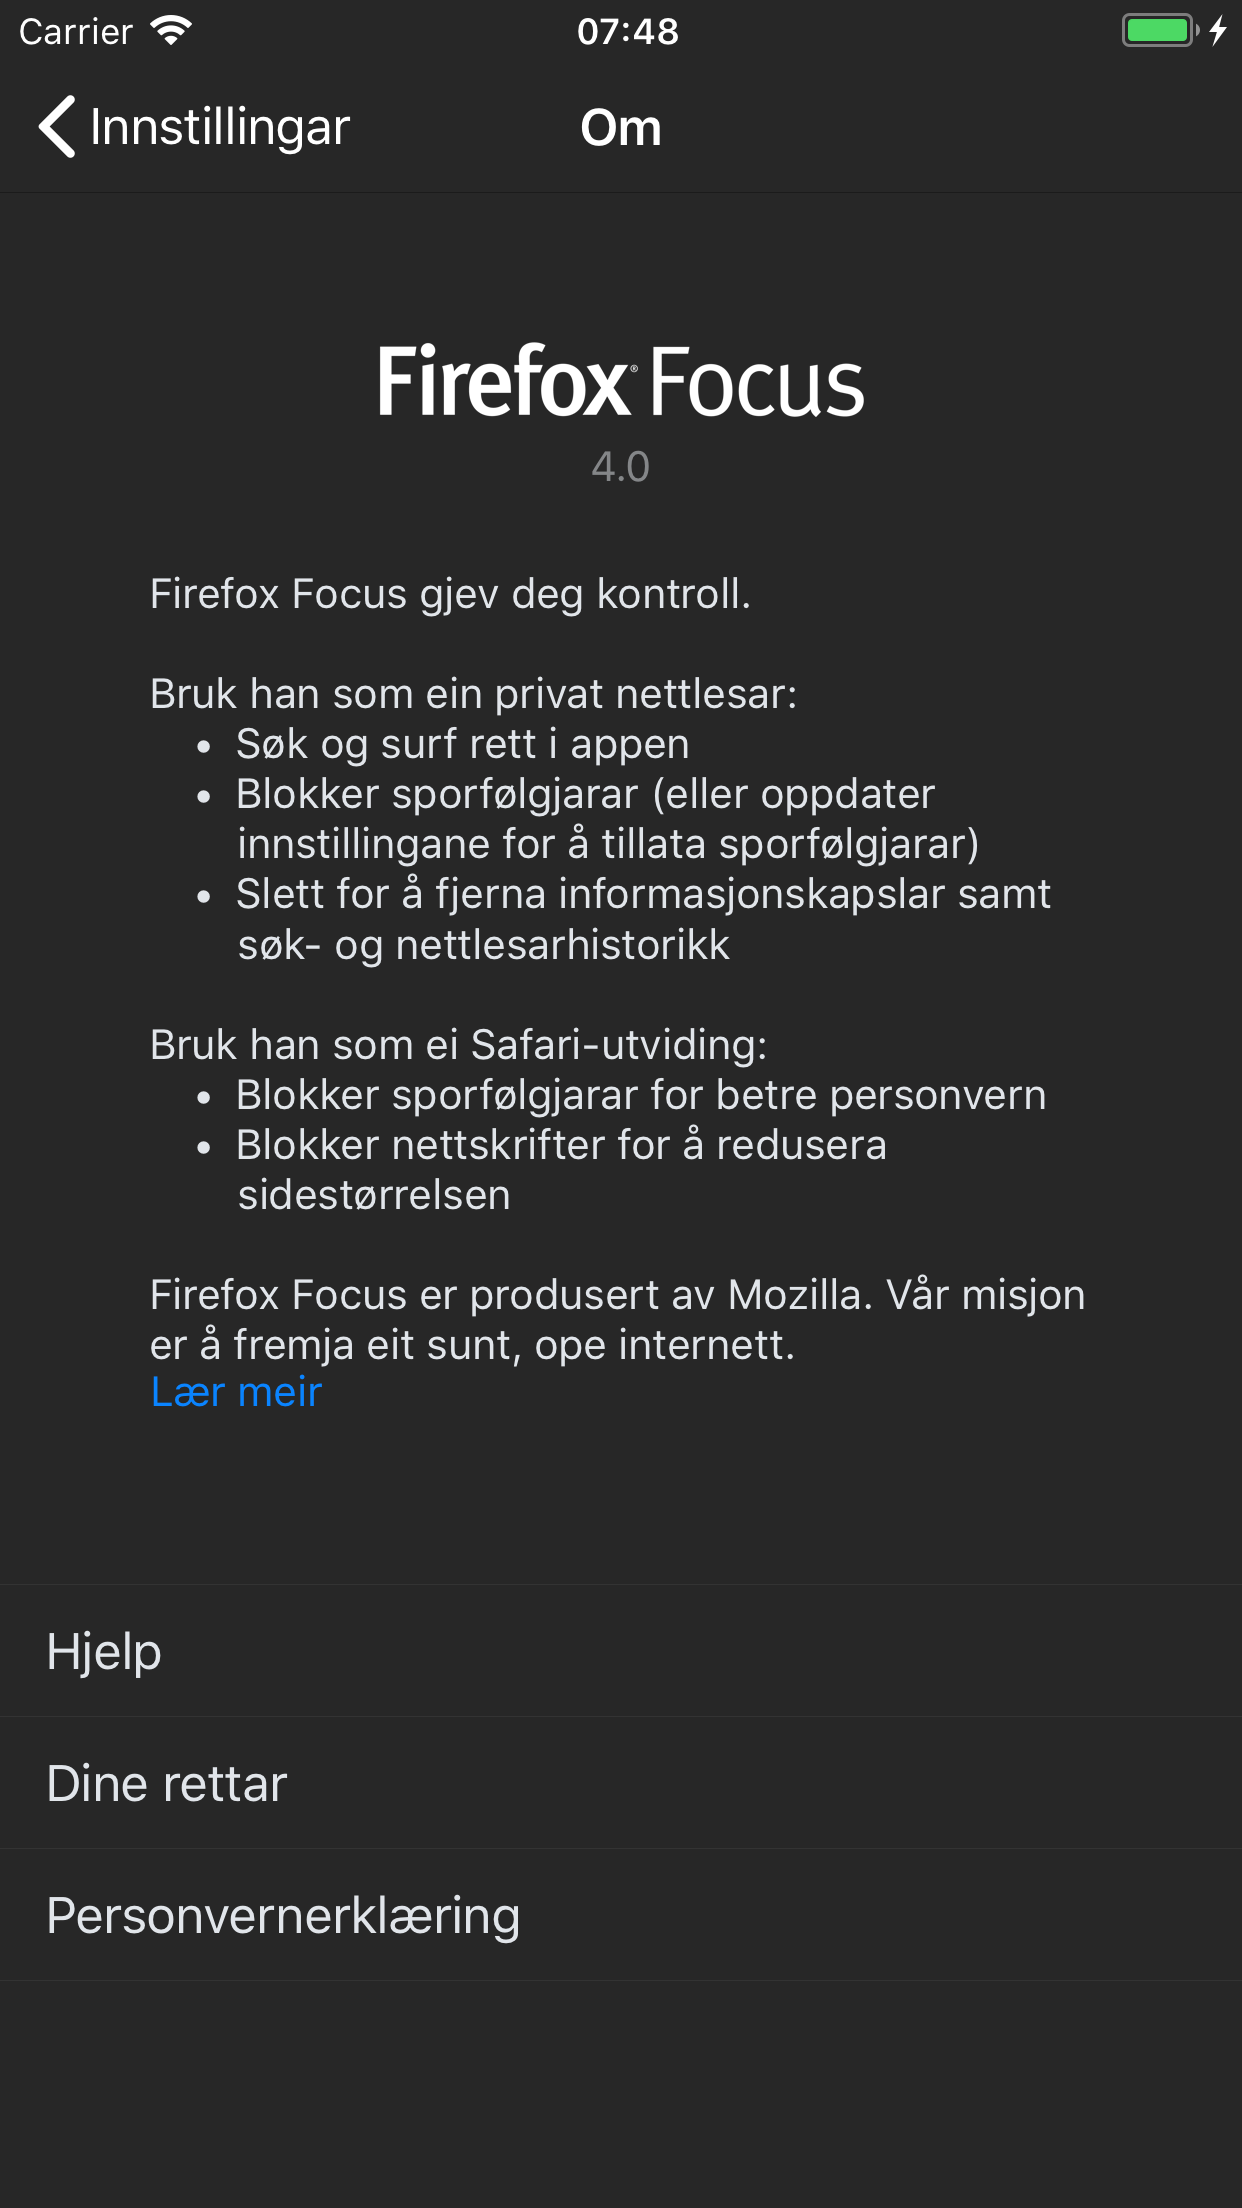 Carrier 07:48
Innstillingar Om
Firefox® Focus
4.0
Firefox Focus gjev deg kontroll.
Bruk han som ein privat nettlesar:
• Søk og surf rett i appen
• Blokker sporfølgjarar (eller oppdater
innstillingane for å tillata sporfølgjarar)
• Slett for å fjerna informasjonskapslar samt
søk- og nettlesarhistorikk
Bruk han som ei Safari-utviding:
• Blokker sporfølgjarar for betre personvern
• Blokker nettskrifter for å redusera
sidestørrelsen
Firefox Focus er produsert av Mozilla. Vår misjon
er å fremja eit sunt, ope internett.
Lær meir
Hjelp
Dine rettar
Personvernerklæring